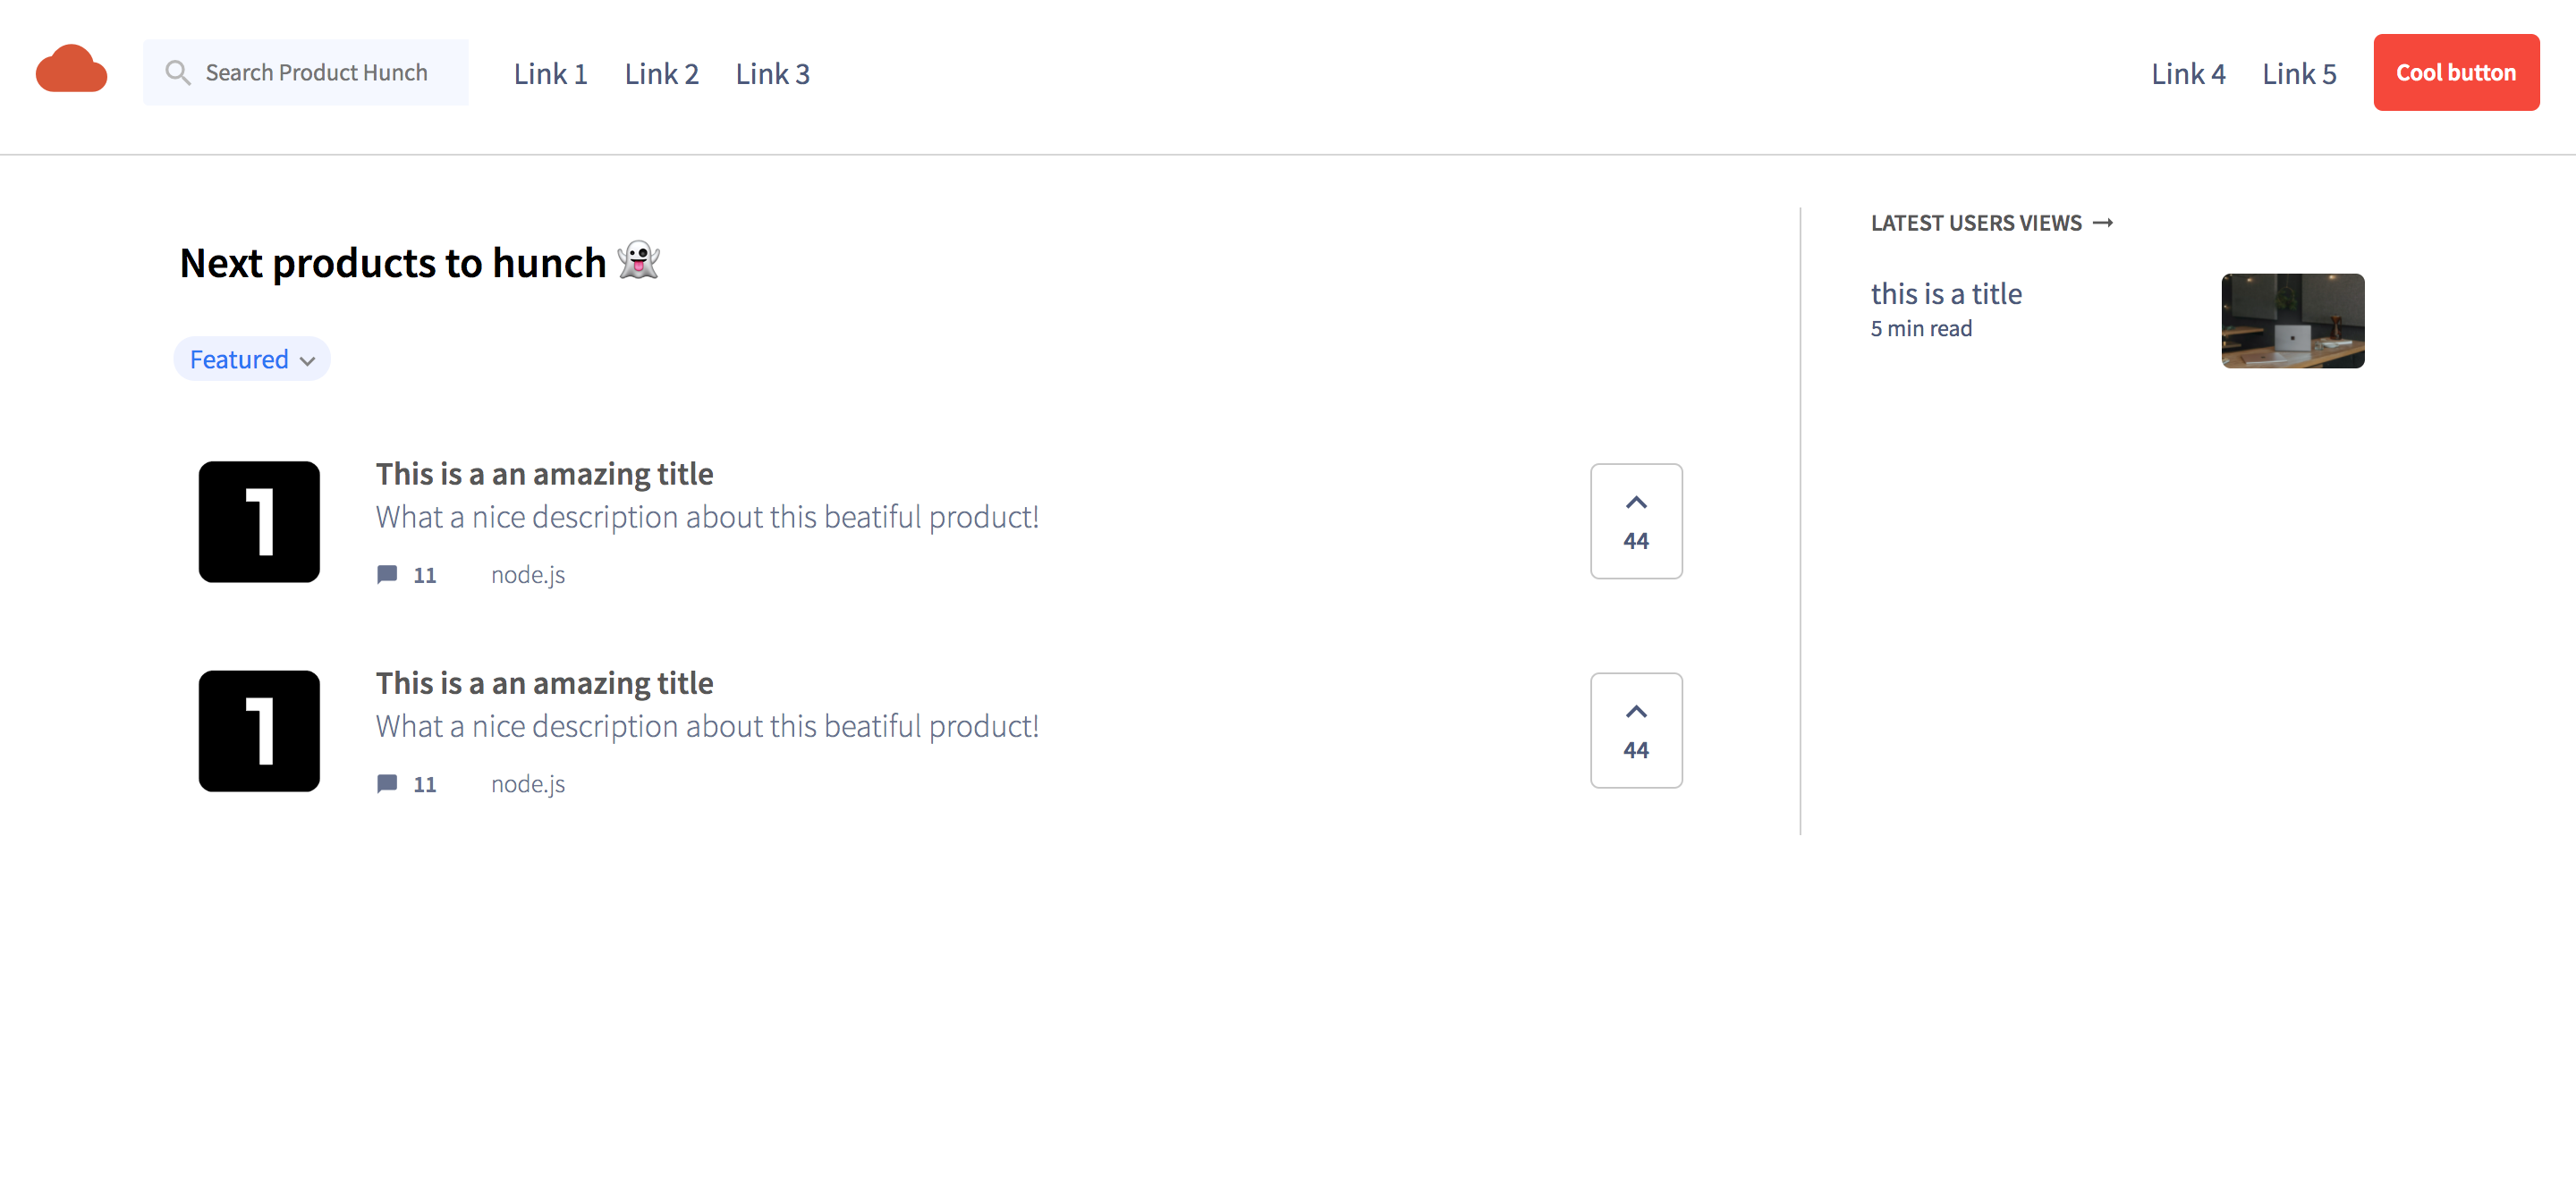 Search Product Hunch
Link 1
Link 2
Link 3
Link 4
Link 5
Cool button
Next products to hunch 👻
Featured
1
This is a an amazing title
What a nice description about this beatiful product!
11
node.js
44
1
This is a an amazing title
What a nice description about this beatiful product!
11
node.js
44
LATEST USERS VIEWS →
this is a title
5 min read